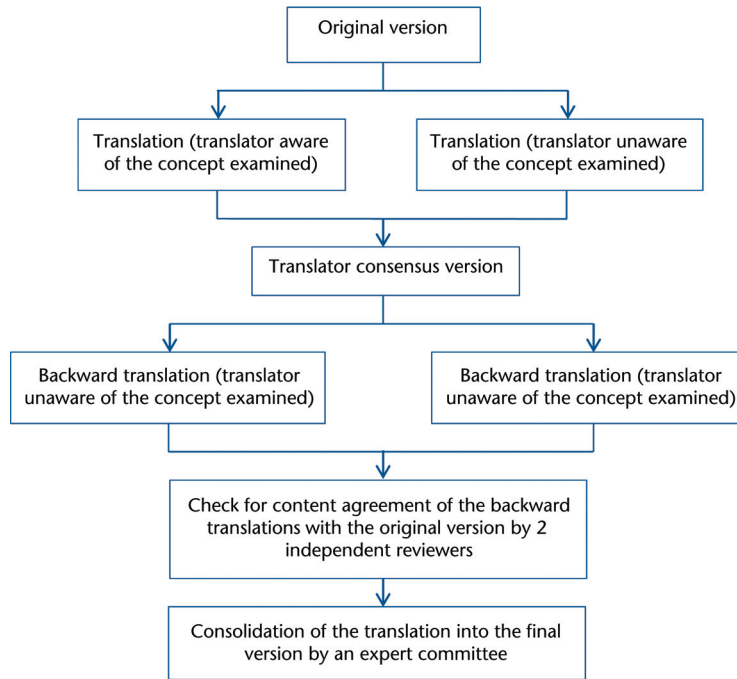 Original version
Translation (translator aware
of the concept examined)
Translation (translator unaware
of the concept examined)
Translator consensus version
Backward translation (translator
unaware of the concept examined)
Backward translation (translator
unaware of the concept examined)
Check for content agreement of the backward
translations with the original version by 2
independent reviewers
Consolidation of the translation into the final
version by an expert committee